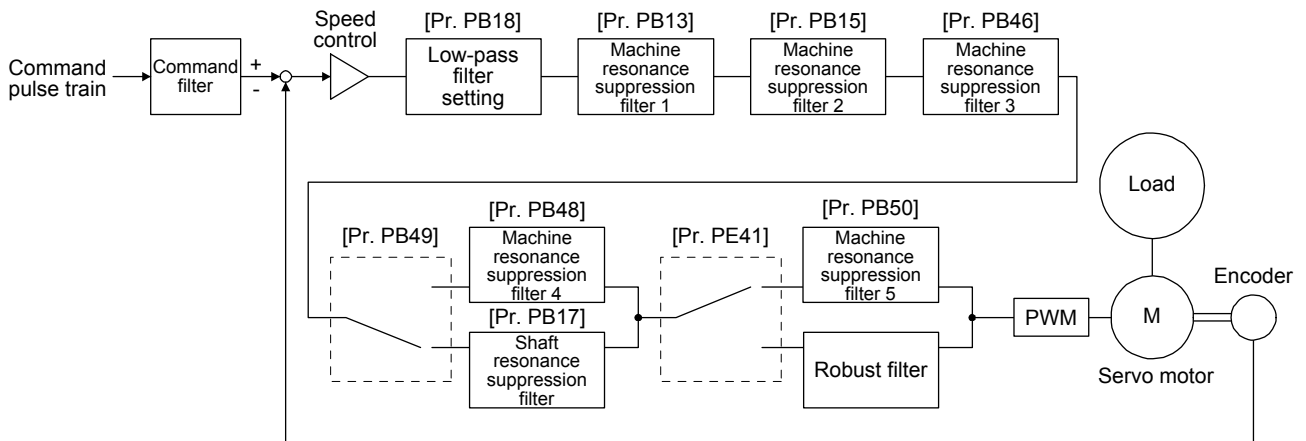 Command
pulse train
Command
filter
+
-
Speed
control
[Pr. PB18]
Low-pass
filter
setting
[Pr. PB13]
Machine
resonance
suppression
filter 1
[Pr. PB15]
Machine
resonance
suppression
filter 2
[Pr. PB46]
Machine
resonance
suppression
filter 3
[Pr. PB49]
[Pr. PB48]
Machine
resonance
suppression
filter 4
[Pr. PB17]
Shaft
resonance
suppression
filter
[Pr. PE41]
[Pr. PB50]
Machine
resonance
suppression
filter 5
Robust filter
PWM
Load
M
Servo motor
Encoder